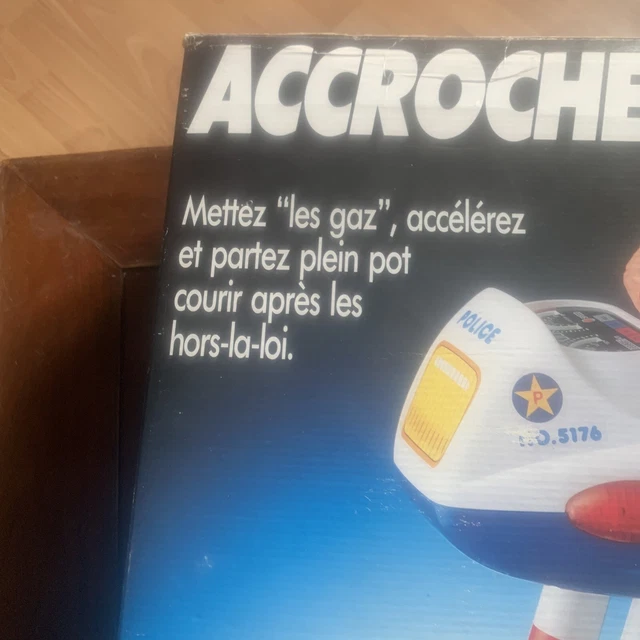 ACCROCHE
Mettez "les gaz", accélérez
et partez plein pot
courir après les
hors-la-loi.
POLICE
P
NO.5176